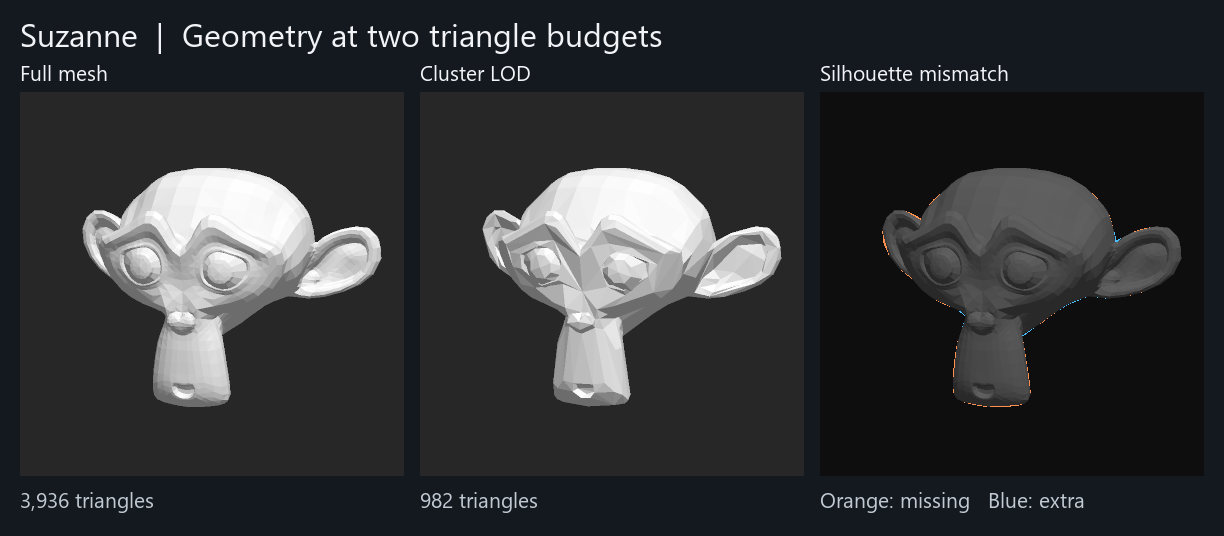 Suzanne | Geometry at two triangle budgets
Full mesh
Cluster LOD
Silhouette mismatch
3,936 triangles
982 triangles
Orange: missing Blue: extra